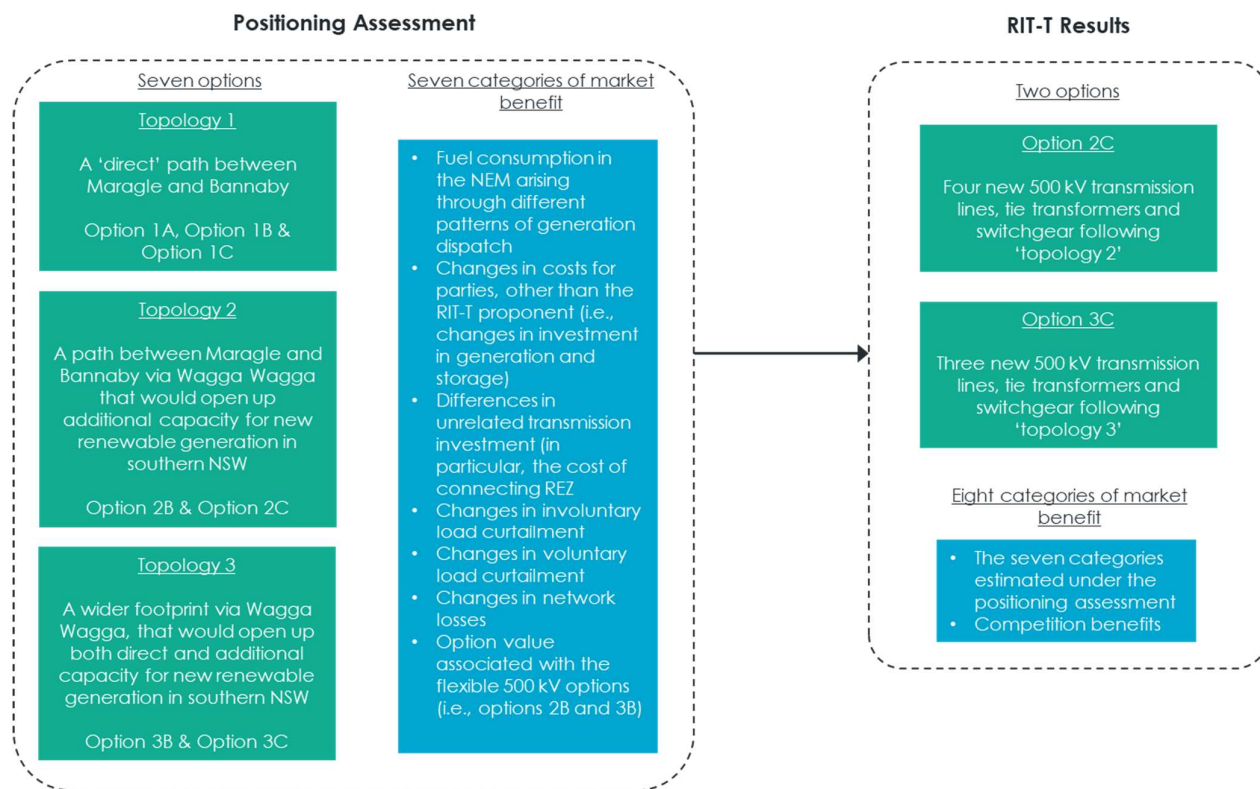 Positioning Assessment
Seven options
Topology 1
A ‘direct’ path between
Maragle and Bannaby
Option 1A, Option 1B &
Option 1C
Topology 2
A path between Maragle and
Bannaby via Wagga Wagga
that would open up
additional capacity for new
renewable generation in
southern NSW
Option 2B & Option 2C
Topology 3
A wider footprint via Wagga
Wagga, that would open up
both direct and additional
capacity for new renewable
generation in southern NSW
Option 3B & Option 3C
Seven categories of market
benefit
• Fuel consumption in
the NEM arising
through different
patterns of generation
dispatch
• Changes in costs for
parties, other than the
RIT-T proponent (i.e.,
changes in investment
in generation and
storage)
• Differences in
unrelated transmission
investment (in
particular, the cost of
connecting REZ
• Changes in involuntary
load curtailment
• Changes in voluntary
load curtailment
• Changes in network
losses
• Option value
associated with the
flexible 500 kV options
(i.e., options 2B and 3B)
RIT-T Results
Two options
Option 2C
Four new 500 kV transmission
lines, tie transformers and
switchgear following
‘topology 2’
Option 3C
Three new 500 kV transmission
lines, tie transformers and
switchgear following
‘topology 3’
Eight categories of market
benefit
• The seven categories
estimated under the
positioning assessment
• Competition benefits